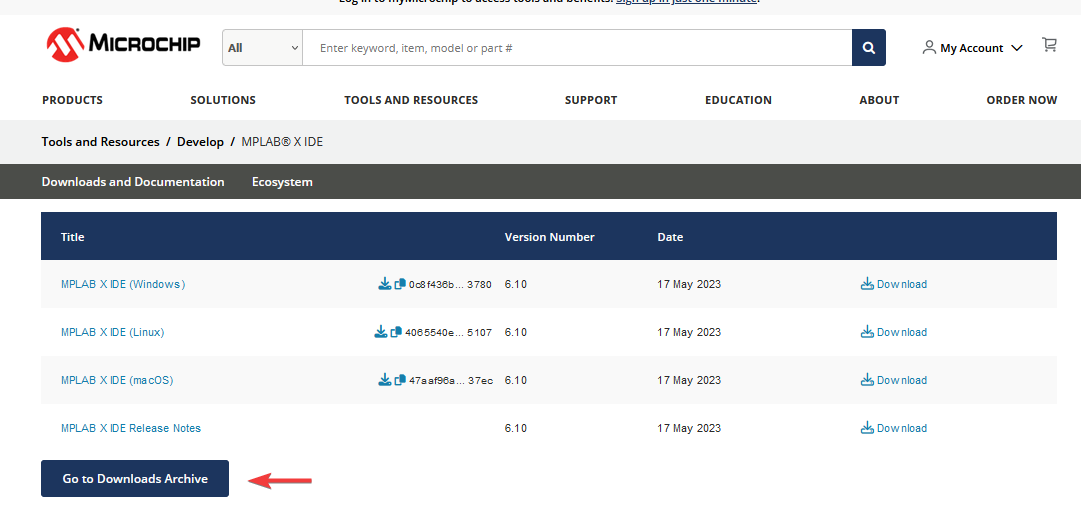 Log in to myMicrochip to access tools and benefits. Sign up in just one minute.
MICROCHIP
All
Enter keyword, item, model or part #
My Account
PRODUCTS SOLUTIONS TOOLS AND RESOURCES SUPPORT EDUCATION ABOUT ORDER NOW
Tools and Resources / Develop / MPLAB® X IDE
Downloads and Documentation Ecosystem
Title Version Number Date
MPLAB X IDE (Windows) 0c8f436b... 3780 6.10 17 May 2023 Download
MPLAB X IDE (Linux) 4065540e... 5107 6.10 17 May 2023 Download
MPLAB X IDE (macOS) 47aaf96a... 37ec 6.10 17 May 2023 Download
MPLAB X IDE Release Notes 6.10 17 May 2023 Download
Go to Downloads Archive